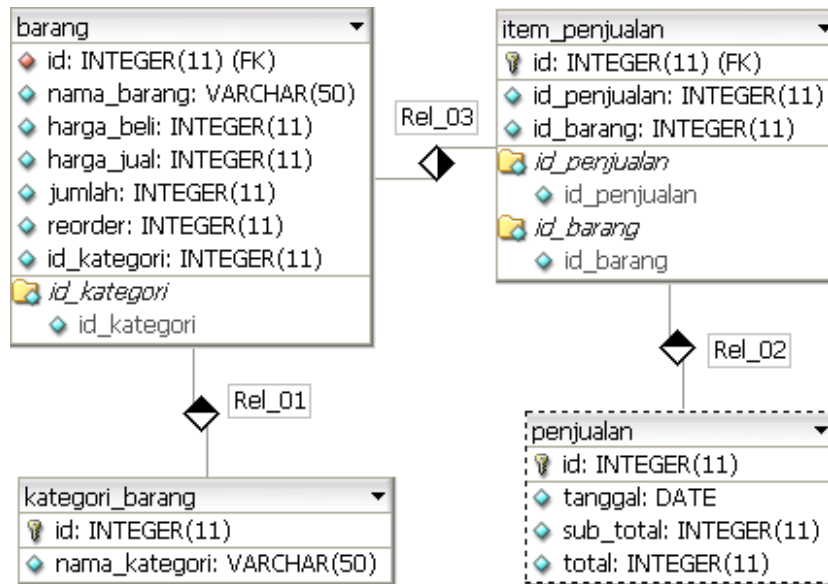 barang
id: INTEGER(11) (FK)
nama_barang: VARCHAR(50)
harga_beli: INTEGER(11)
harga_jual: INTEGER(11)
jumlah: INTEGER(11)
reorder: INTEGER(11)
id_kategori: INTEGER(11)
id_kategori
id_kategori
Rel_03
item_penjualan
id: INTEGER(11) (FK)
id_penjualan: INTEGER(11)
id_barang: INTEGER(11)
id_penjualan
id_penjualan
id_barang
id_barang
Rel_01
Rel_02
kategori_barang
id: INTEGER(11)
nama_kategori: VARCHAR(50)
penjualan
id: INTEGER(11)
tanggal: DATE
sub_total: INTEGER(11)
total: INTEGER(11)